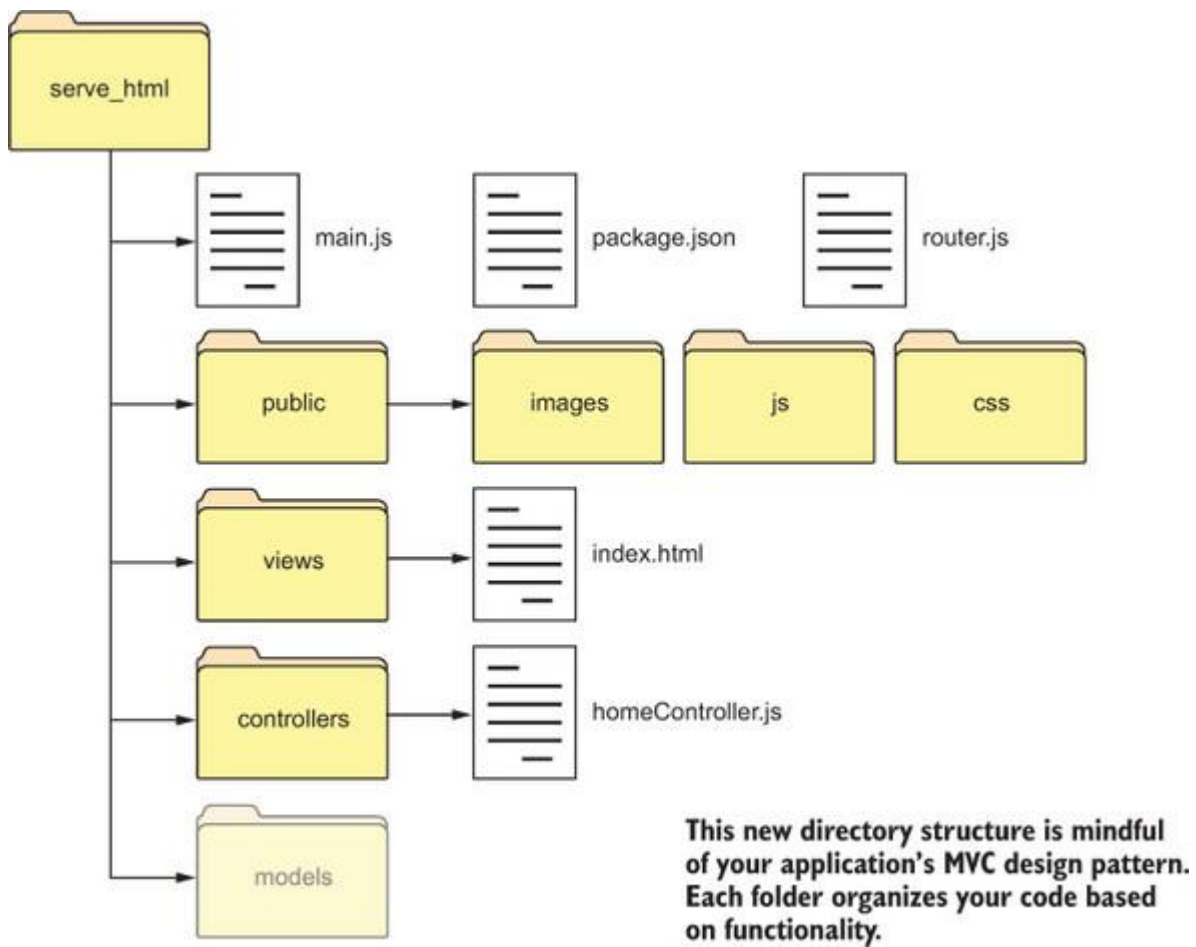 serve_html
main.js
package.json
router.js
public
images
js
css
views
index.html
controllers
homeController.js
models
This new directory structure is mindful
of your application's MVC design pattern.
Each folder organizes your code based
on functionality.